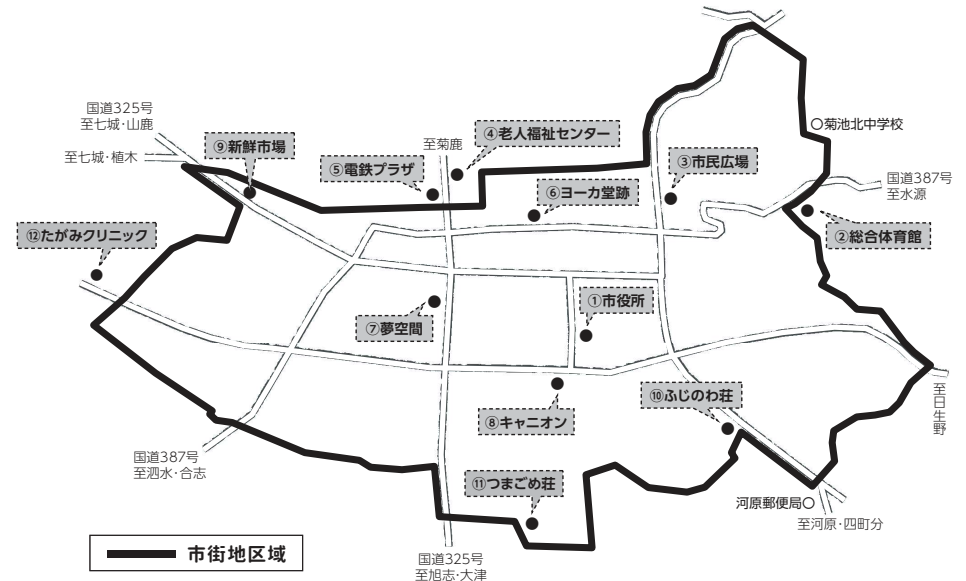 国道325号
至七城・山鹿
至七城・植木
⑨新鮮市場
⑤電鉄プラザ
至菊鹿
④老人福祉センター
⑥ヨーカ堂跡
③市民広場
○菊池北中学校
国道387号
至水源
②総合体育館
⑫たがみクリニック
①市役所
⑦夢空間
⑧キャニオン
⑩ふじのわ荘
至日生野
国道387号
至泗水・合志
⑪つまごめ荘
河原郵便局○
至河原・四町分
国道325号
至旭志・大津
市街地区域